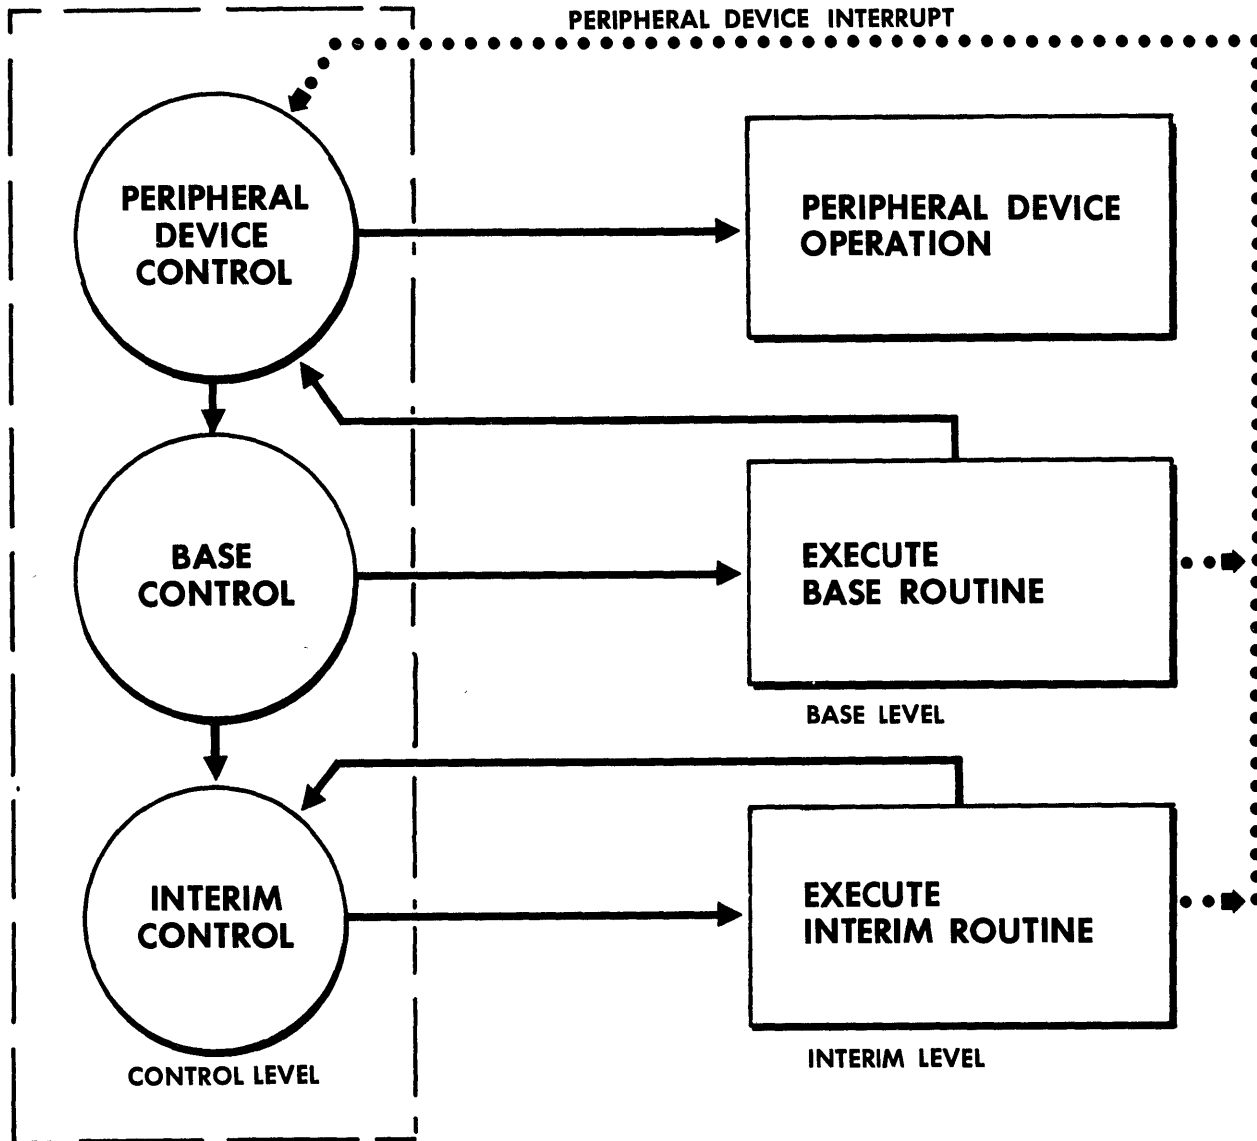 PERIPHERAL DEVICE INTERRUPT
PERIPHERAL
DEVICE
CONTROL
PERIPHERAL DEVICE
OPERATION
BASE
CONTROL
EXECUTE
BASE ROUTINE
BASE LEVEL
INTERIM
CONTROL
EXECUTE
INTERIM ROUTINE
INTERIM LEVEL
CONTROL LEVEL